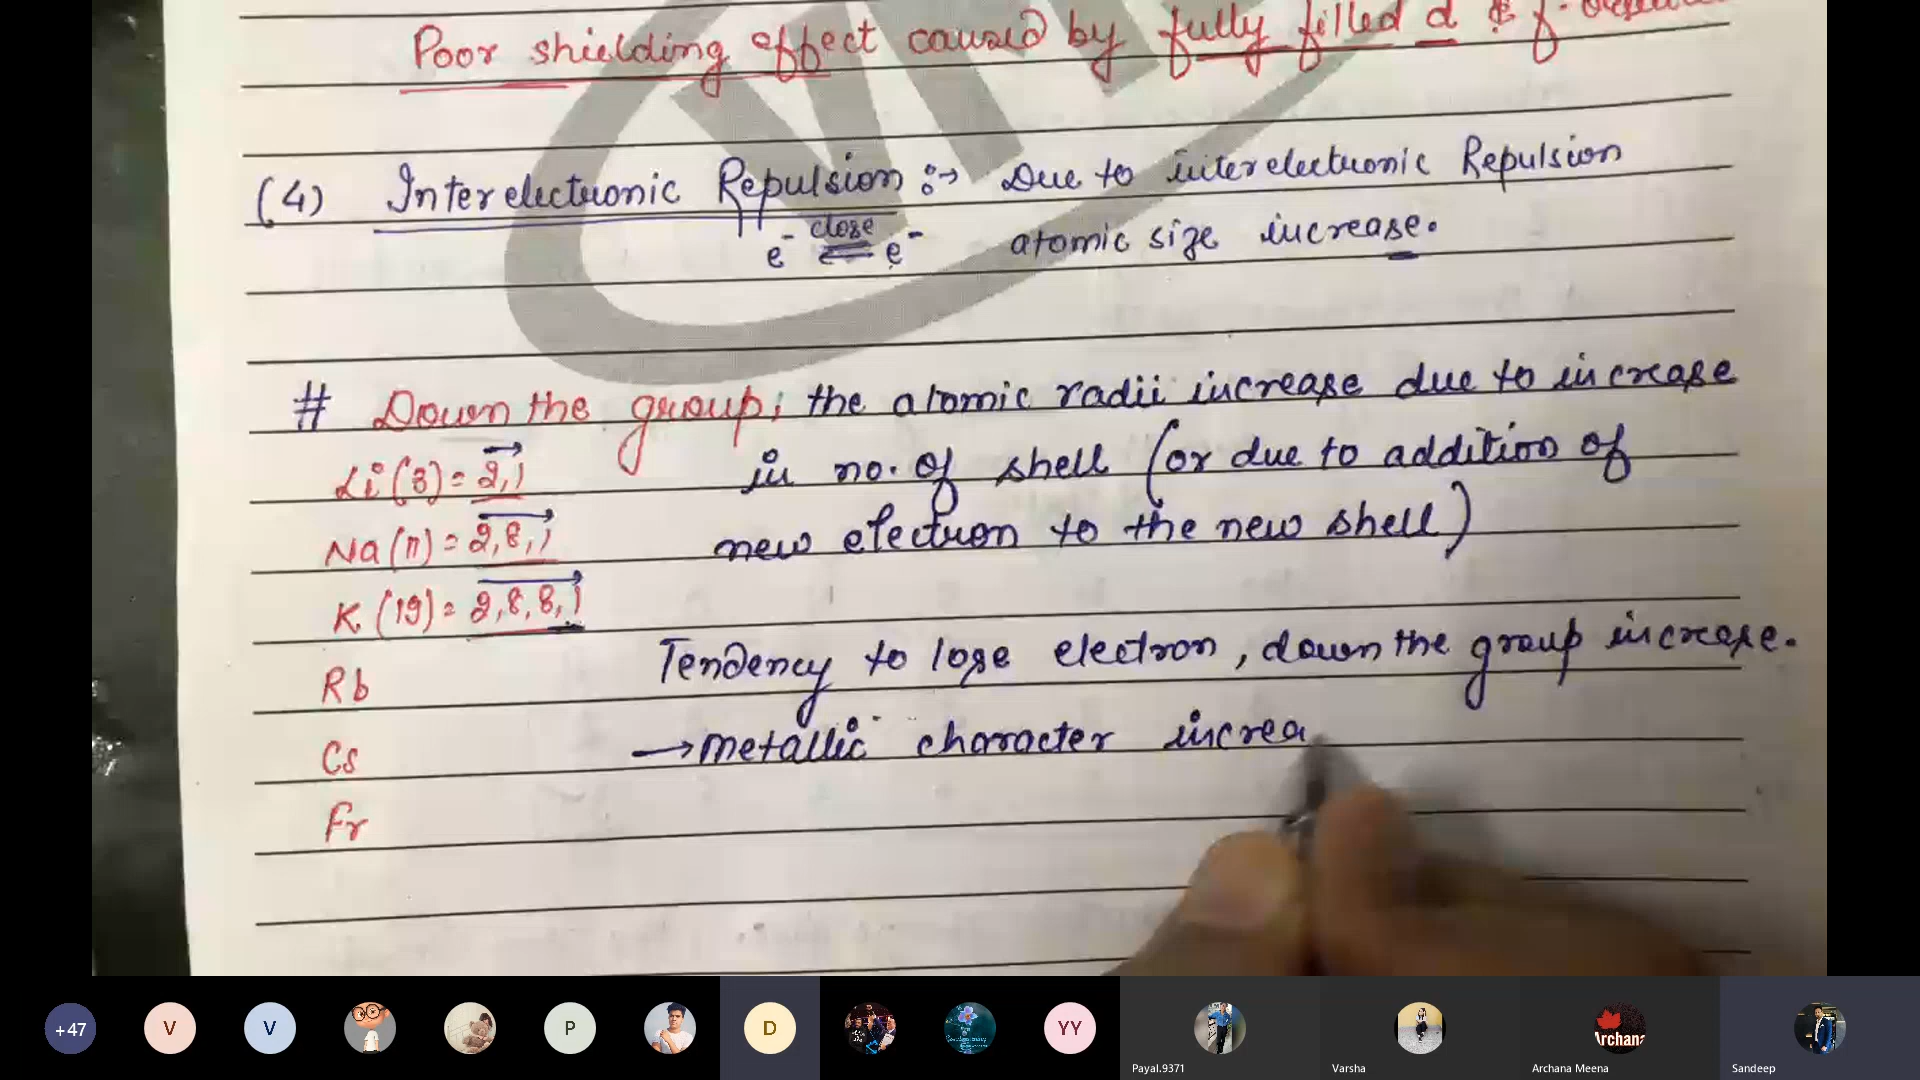 Poor shielding effect caused by fully filled d & f-
(4) Interelectronic Repulsion :→ Due to interelectronic Repulsion
e⁻ close e⁻ atomic size increase.
# Down the group; the atomic radii increase due to increase
Li(3) = 2,1 in no. of shell (or due to addition of
Na(11) = 2,8,1 new electron to the new shell)
K(19) = 2,8,8,1
Rb Tendency to lose electron, down the group increase.
Cs → metallic character increa
Fr
+47 V V P D YY
Archana
Payal.9371 Varsha Archana Meena Sandeep